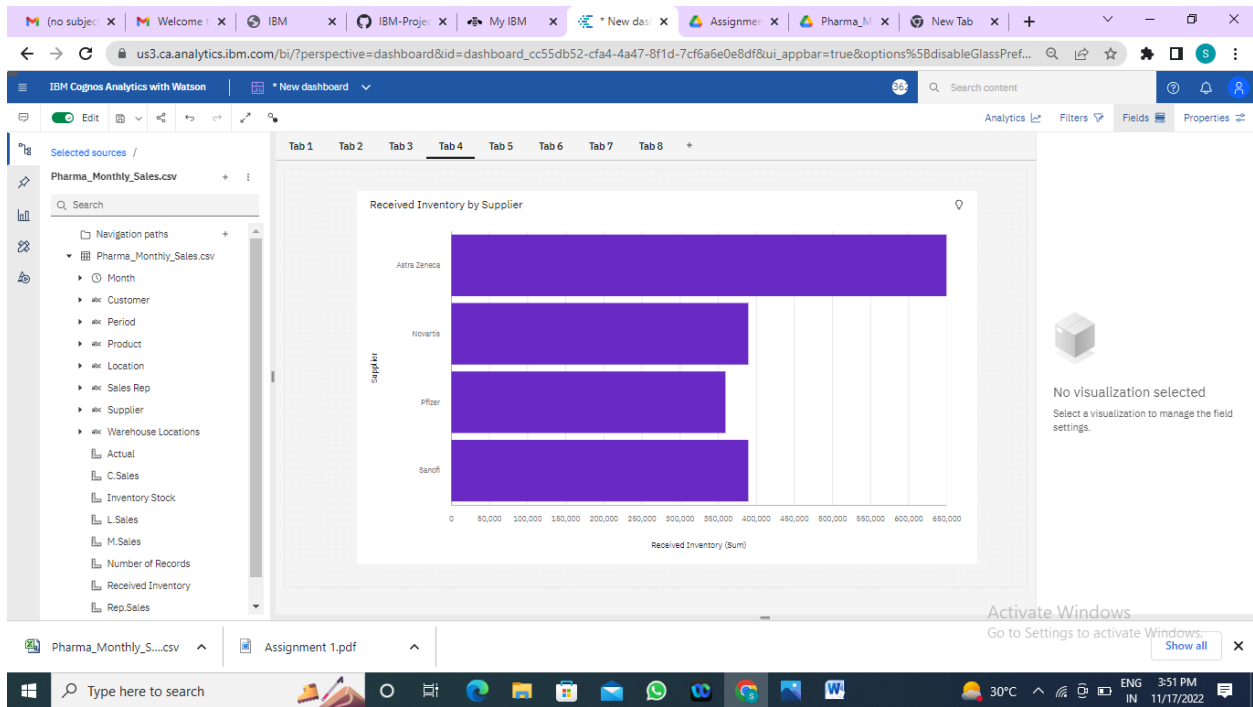 (no subject
Welcome t
IBM
IBM-Projec
My IBM
* New dash
Assignmen
Pharma_M
New Tab
us3.ca.analytics.ibm.com/bi/?perspective=dashboard&id=dashboard_cc55db52-cfa4-4a47-8f1d-7cf6a6e0e8df&ui_appbar=true&options%5BdisableGlassPref...
S
IBM Cognos Analytics with Watson
* New dashboard
362
Search content
Edit
Analytics
Filters
Fields
Properties
Selected sources /
Pharma_Monthly_Sales.csv
Search
Navigation paths
Pharma_Monthly_Sales.csv
Month
abc Customer
abc Period
abc Product
abc Location
abc Sales Rep
abc Supplier
abc Warehouse Locations
Actual
C.Sales
Inventory Stock
L.Sales
M.Sales
Number of Records
Received Inventory
Rep.Sales
Tab 1 Tab 2 Tab 3 Tab 4 Tab 5 Tab 6 Tab 7 Tab 8 +
Received Inventory by Supplier
Supplier
Astra Zeneca
Novartis
Pfizer
Sanofi
0 50,000 100,000 150,000 200,000 250,000 300,000 350,000 400,000 450,000 500,000 550,000 600,000 650,000
Received Inventory (Sum)
No visualization selected
Select a visualization to manage the field
settings.
Activate Windows
Go to Settings to activate Windows.
Pharma_Monthly_S....csv
Assignment 1.pdf
Show all
Type here to search
30°C
ENG
IN
3:51 PM
11/17/2022